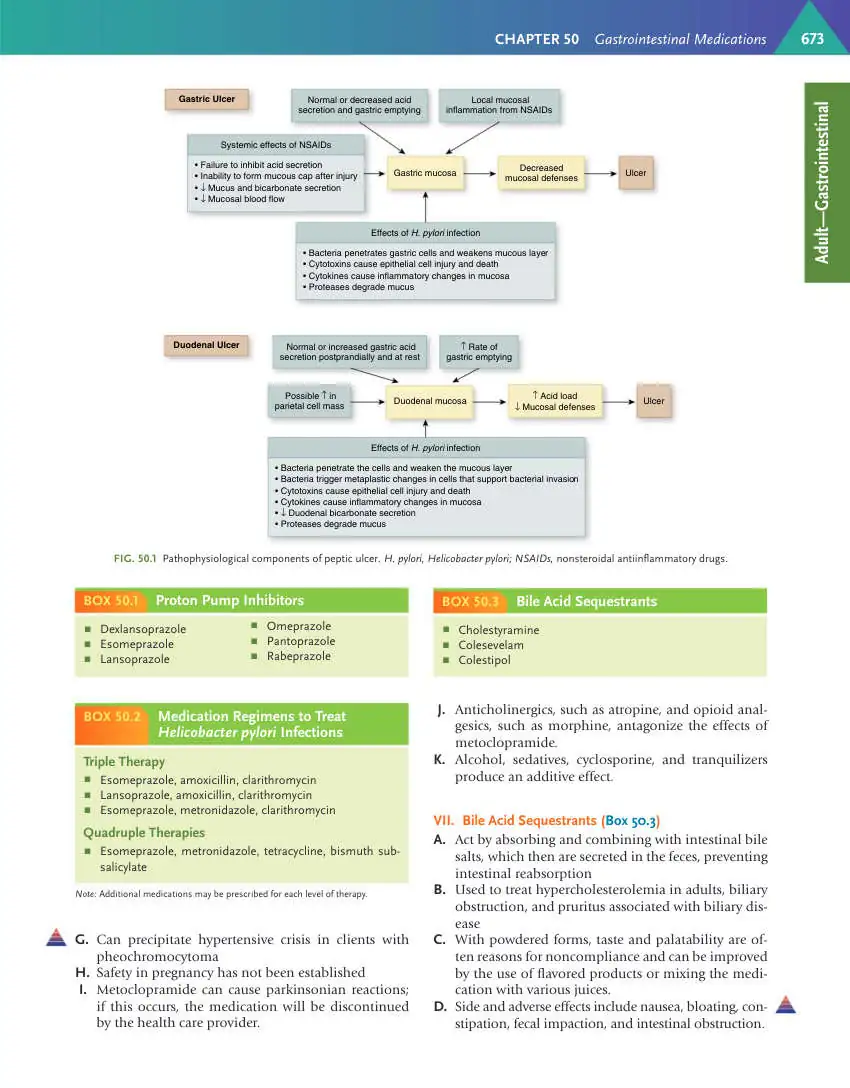 CHAPTER 50 Gastrointestinal Medications 673
Adult—Gastrointestinal
Gastric Ulcer
Normal or decreased acid
secretion and gastric emptying
Local mucosal
inflammation from NSAIDs
Systemic effects of NSAIDs
• Failure to inhibit acid secretion
• Inability to form mucous cap after injury
• ↓ Mucus and bicarbonate secretion
• ↓ Mucosal blood flow
Gastric mucosa
Decreased
mucosal defenses
Ulcer
Effects of H. pylori infection
• Bacteria penetrates gastric cells and weakens mucous layer
• Cytotoxins cause epithelial cell injury and death
• Cytokines cause inflammatory changes in mucosa
• Proteases degrade mucus
Duodenal Ulcer
Normal or increased gastric acid
secretion postprandially and at rest
↑ Rate of
gastric emptying
Possible ↑ in
parietal cell mass
Duodenal mucosa
↑ Acid load
↓ Mucosal defenses
Ulcer
Effects of H. pylori infection
• Bacteria penetrate the cells and weaken the mucous layer
• Bacteria trigger metaplastic changes in cells that support bacterial invasion
• Cytotoxins cause epithelial cell injury and death
• Cytokines cause inflammatory changes in mucosa
• ↓ Duodenal bicarbonate secretion
• Proteases degrade mucus
FIG. 50.1 Pathophysiological components of peptic ulcer. H. pylori, Helicobacter pylori; NSAIDs, nonsteroidal antiinflammatory drugs.
BOX 50.1 Proton Pump Inhibitors
■ Dexlansoprazole
■ Esomeprazole
■ Lansoprazole
■ Omeprazole
■ Pantoprazole
■ Rabeprazole
BOX 50.2 Medication Regimens to Treat
Helicobacter pylori Infections
Triple Therapy
■ Esomeprazole, amoxicillin, clarithromycin
■ Lansoprazole, amoxicillin, clarithromycin
■ Esomeprazole, metronidazole, clarithromycin
Quadruple Therapies
■ Esomeprazole, metronidazole, tetracycline, bismuth sub-
salicylate
Note: Additional medications may be prescribed for each level of therapy.
G. Can precipitate hypertensive crisis in clients with
pheochromocytoma
H. Safety in pregnancy has not been established
I. Metoclopramide can cause parkinsonian reactions;
if this occurs, the medication will be discontinued
by the health care provider.
BOX 50.3 Bile Acid Sequestrants
■ Cholestyramine
■ Colesevelam
■ Colestipol
J. Anticholinergics, such as atropine, and opioid anal-
gesics, such as morphine, antagonize the effects of
metoclopramide.
K. Alcohol, sedatives, cyclosporine, and tranquilizers
produce an additive effect.
VII. Bile Acid Sequestrants (Box 50.3)
A. Act by absorbing and combining with intestinal bile
salts, which then are secreted in the feces, preventing
intestinal reabsorption
B. Used to treat hypercholesterolemia in adults, biliary
obstruction, and pruritus associated with biliary dis-
ease
C. With powdered forms, taste and palatability are of-
ten reasons for noncompliance and can be improved
by the use of flavored products or mixing the medi-
cation with various juices.
D. Side and adverse effects include nausea, bloating, con-
stipation, fecal impaction, and intestinal obstruction.